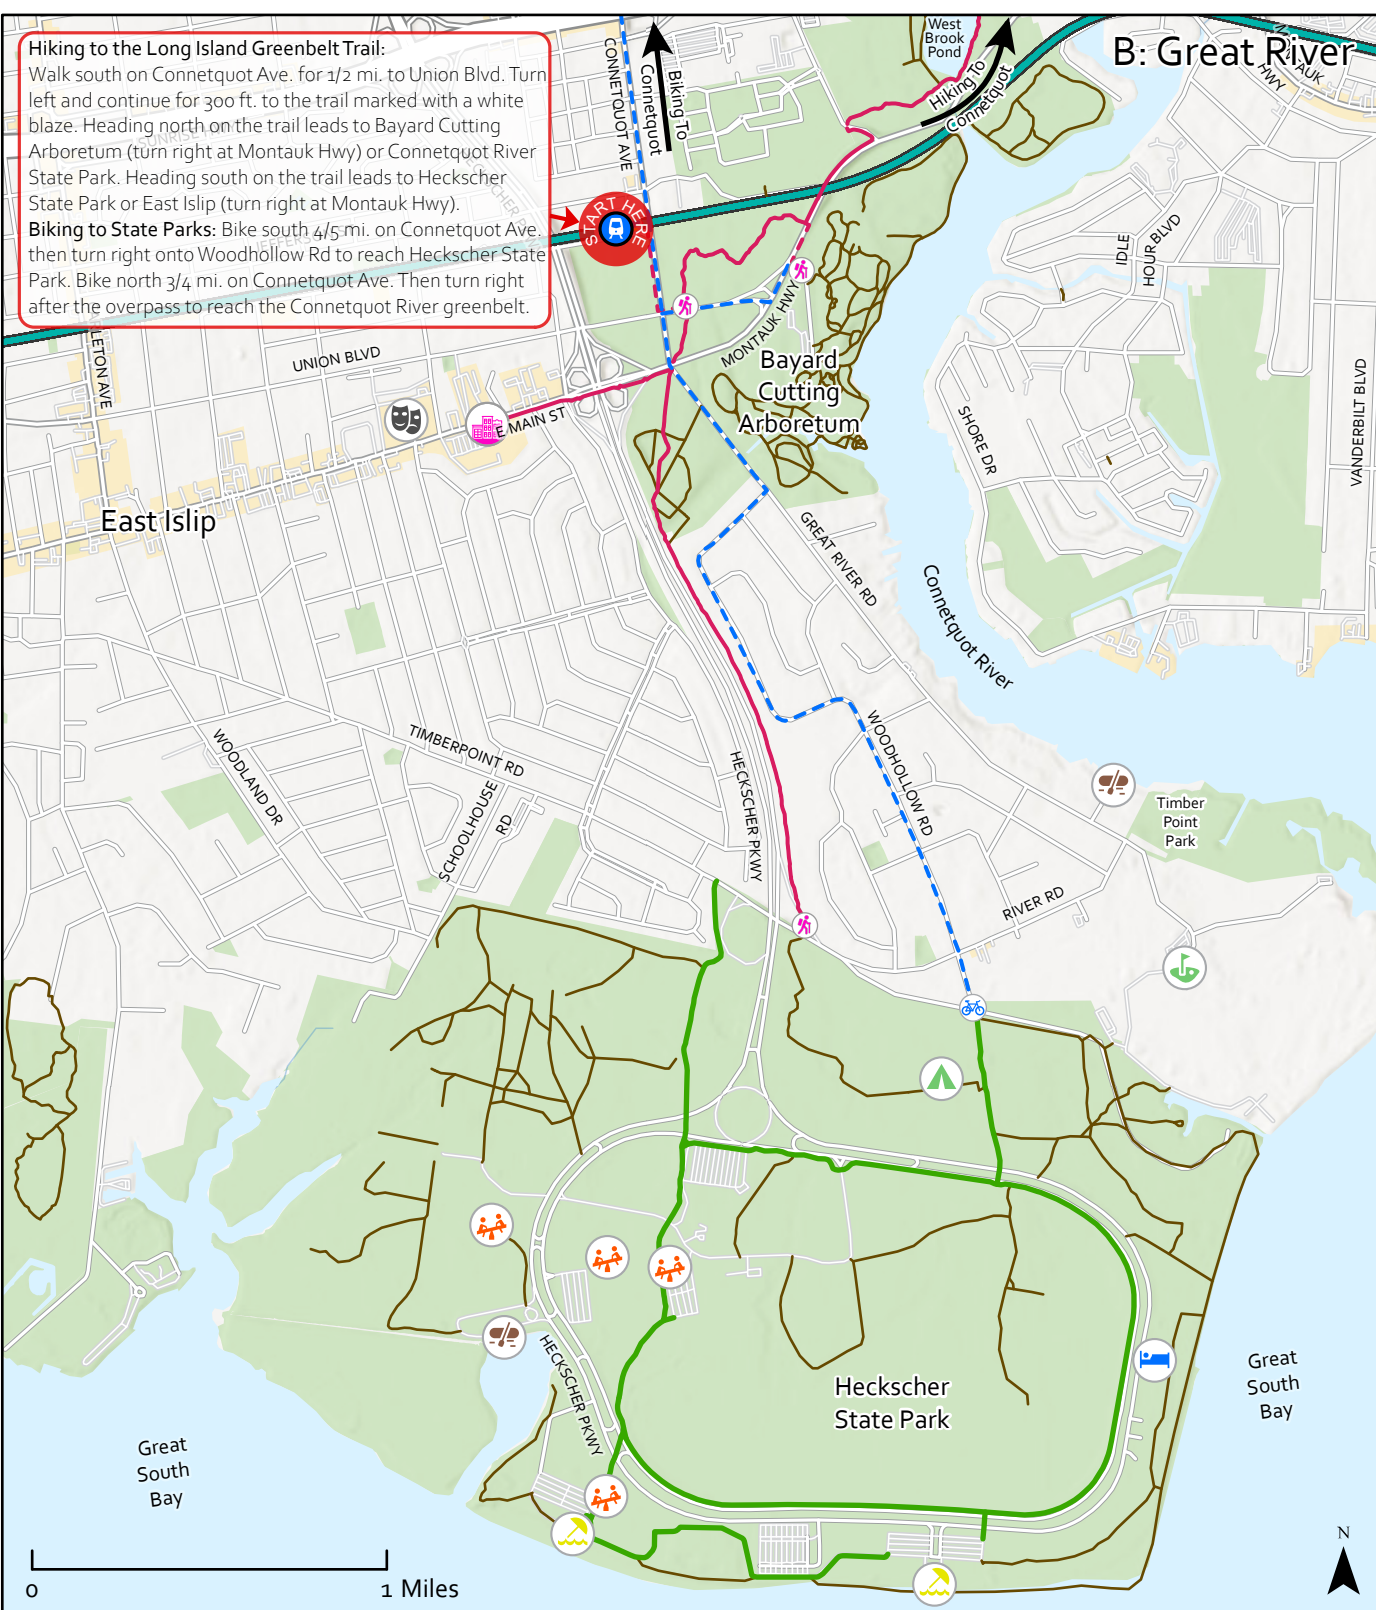 B: Great River
Hiking to the Long Island Greenbelt Trail:
Walk south on Connetquot Ave. for 1/2 mi. to Union Blvd. Turn
left and continue for 300 ft. to the trail marked with a white
blaze. Heading north on the trail leads to Bayard Cutting
Arboretum (turn right at Montauk Hwy) or Connetquot River
State Park. Heading south on the trail leads to Heckscher
State Park or East Islip (turn right at Montauk Hwy).
Biking to State Parks: Bike south 4/5 mi. on Connetquot Ave.
then turn right onto Woodhollow Rd to reach Heckscher State
Park. Bike north 3/4 mi. on Connetquot Ave. Then turn right
after the overpass to reach the Connetquot River greenbelt.
CONNETQUOT AVE
Biking To
Connetquot
West
Brook
Pond
Hiking To
Connetquot
MONTAUK
HWY
START HERE
IDLE
HOUR BLVD
UNION BLVD
MONTAUK HWY
Bayard
Cutting
Arboretum
E MAIN ST
SHORE DR
VANDERBILT BLVD
East Islip
GREAT RIVER RD
Connetquot River
TIMBERPOINT RD
WOODLAND DR
SCHOOLHOUSE
RD
HECKSCHER PKWY
WOODHOLLOW RD
Timber
Point
Park
RIVER RD
HECKSCHER PKWY
Heckscher
State Park
Great
South
Bay
Great
South
Bay
0
1 Miles
N